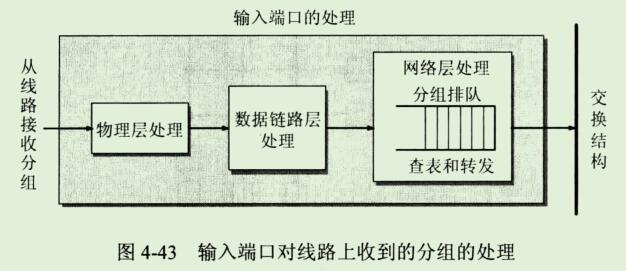 输入端口的处理
从线路接收分组
物理层处理
数据链路层
处理
网络层处理
分组排队
查表和转发
交换结构
图 4-43 输入端口对线路上收到的分组的处理